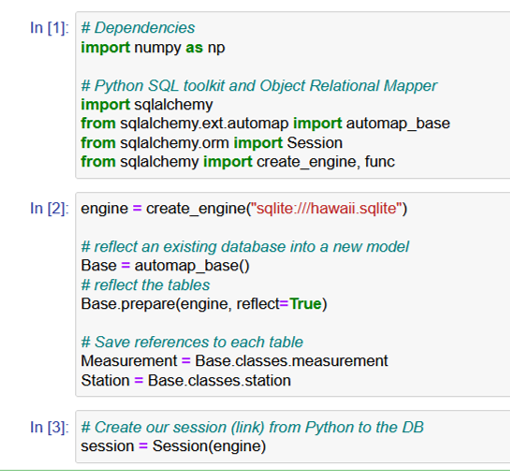 In [1]: # Dependencies
import numpy as np
# Python SQL toolkit and Object Relational Mapper
import sqlalchemy
from sqlalchemy.ext.automap import automap_base
from sqlalchemy.orm import Session
from sqlalchemy import create_engine, func
In [2]: engine = create_engine("sqlite:///hawaii.sqlite")
# reflect an existing database into a new model
Base = automap_base()
# reflect the tables
Base.prepare(engine, reflect=True)
# Save references to each table
Measurement = Base.classes.measurement
Station = Base.classes.station
In [3]: # Create our session (link) from Python to the DB
session = Session(engine)